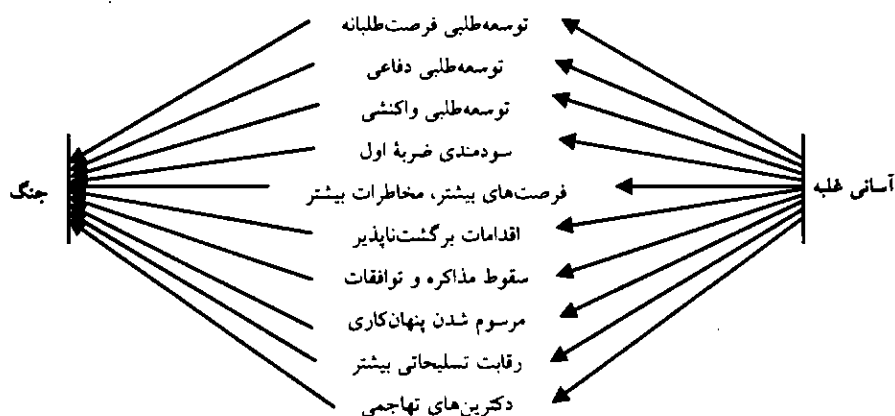 توسعه‌طلبی فرصت‌طلبانه
توسعه‌طلبی دفاعی
توسعه‌طلبی واکنشی
سودمندی ضربۀ اول
آسانی غلبه
فرصت‌های بیشتر، مخاطرات بیشتر
جنگ
اقدامات برگشت‌ناپذیر
سقوط مذاکره و توافقات
مرسوم شدن پنهان‌کاری
رقابت تسلیحاتی بیشتر
دکترین‌های تهاجمی